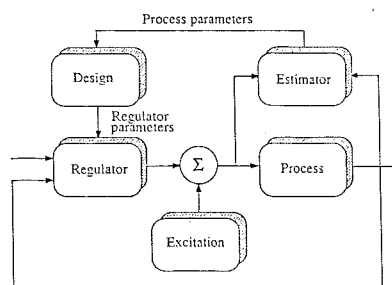 Process parameters
Design
Estimator
Regulator
parameters
Regulator
Σ
Process
Excitation